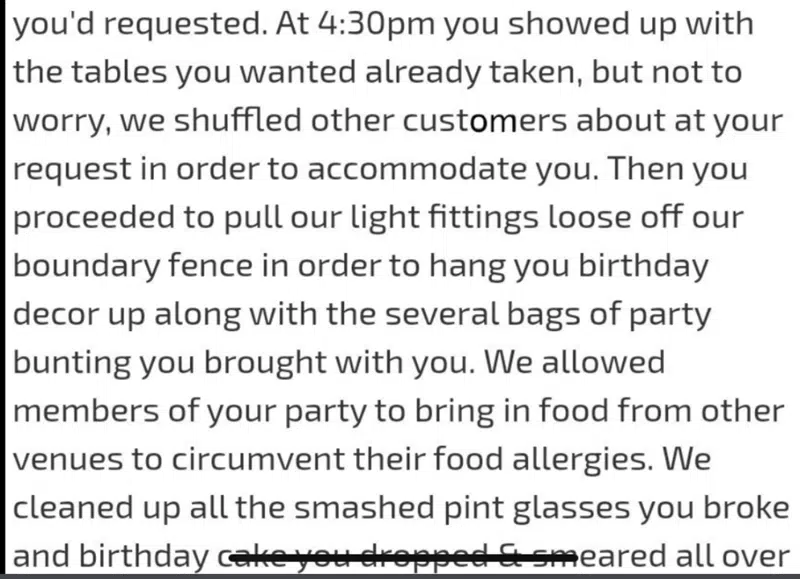 you'd requested. At 4:30pm you showed up with
the tables you wanted already taken, but not to
worry, we shuffled other customers about at your
request in order to accommodate you. Then you
proceeded to pull our light fittings loose off our
boundary fence in order to hang you birthday
decor up along with the several bags of party
bunting you brought with you. We allowed
members of your party to bring in food from other
venues to circumvent their food allergies. We
cleaned up all the smashed pint glasses you broke
and birthday cake you dropped & smeared all over